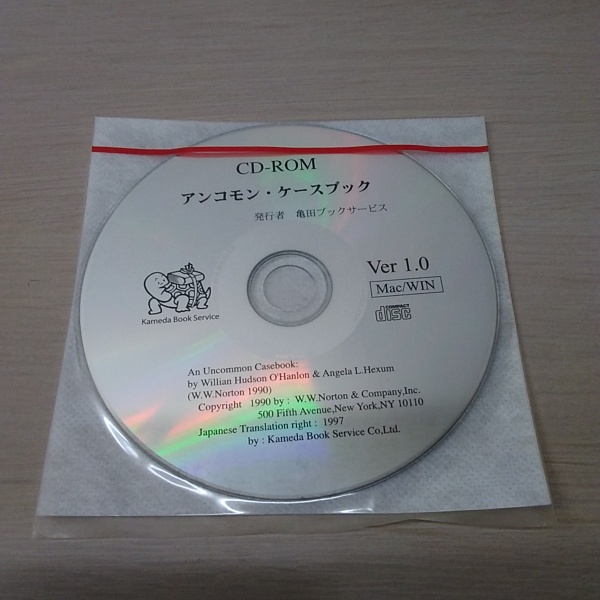 CD-ROM
アンコモン・ケースブック
発行者 亀田ブックサービス
Ver 1.0
Mac/WIN
Kameda Book Service
COMPACT
disc
An Uncommon Casebook:
by Willian Hudson O'Hanlon & Angela L.Hexum
(W.W.Norton 1990)
Copyright 1990 by : W.W.Norton & Company,Inc.
500 Fifth Avenue,New York,NY 10110
Japanese Translation right : 1997
by : Kameda Book Service Co,Ltd.